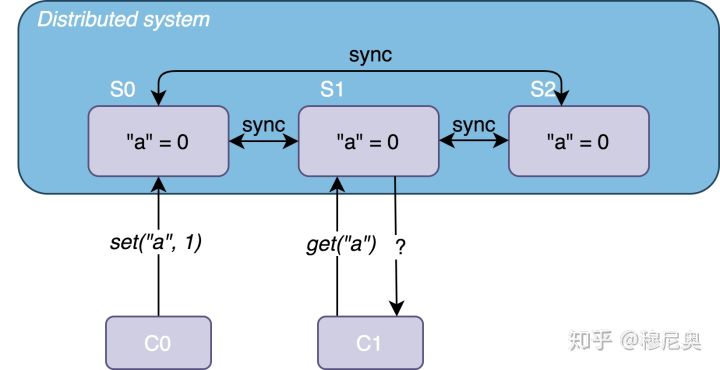 Distributed system
sync
S0
S1
S2
"a" = 0
sync
"a" = 0
sync
"a" = 0
set("a", 1)
get("a")
?
C0
C1
知乎 @穆尼奥